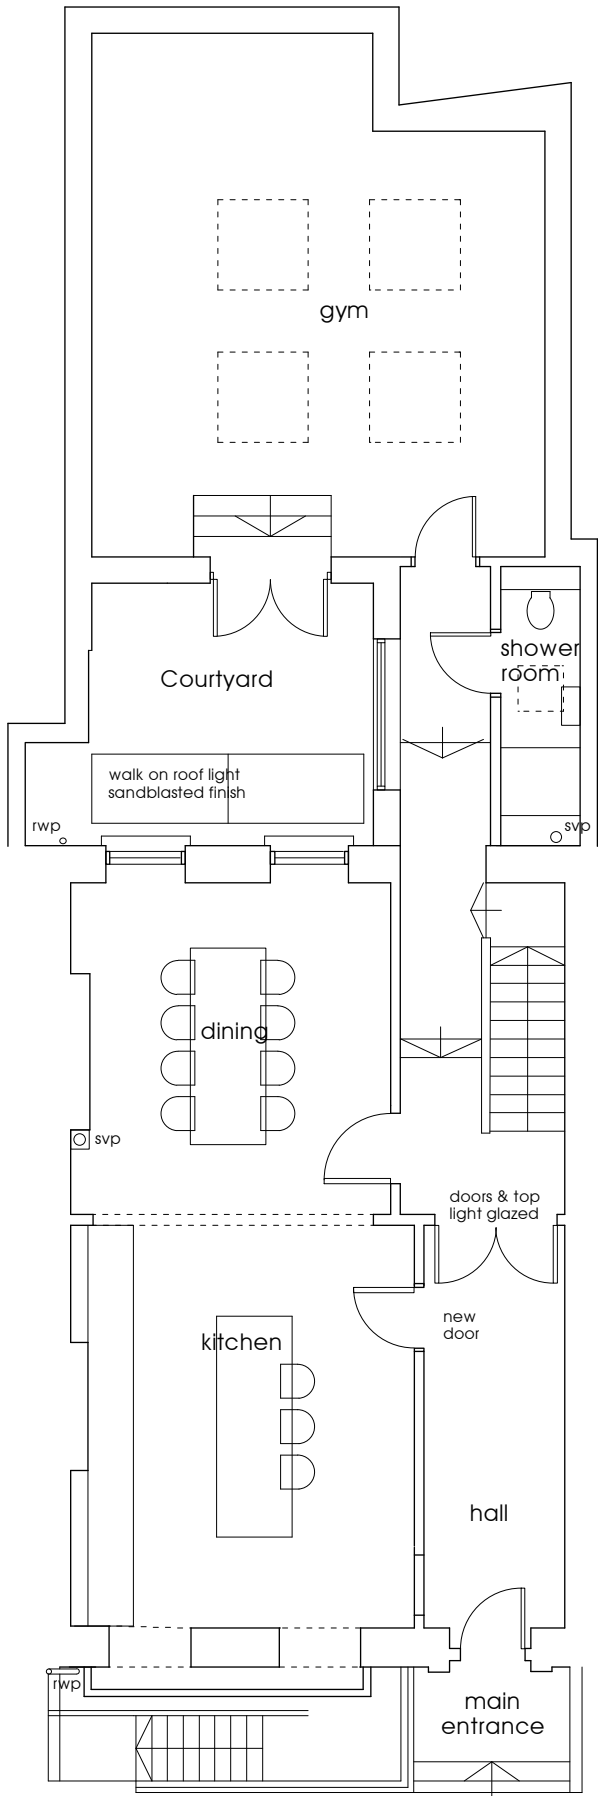 gym
shower
room
Courtyard
walk on roof light
sandblasted finish
rwp
svp
dining
svp
doors & top
light glazed
new
door
kitchen
hall
rwp
main
entrance